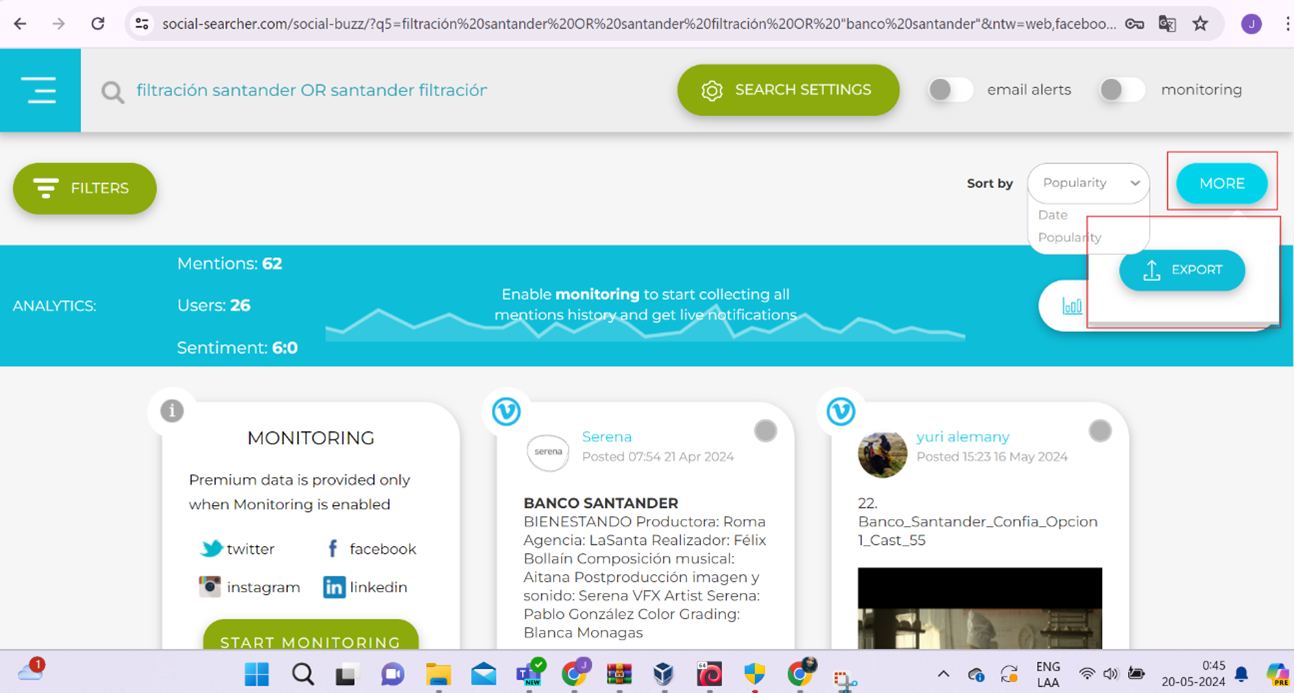 social-searcher.com/social-buzz/?q5=filtración%20santander%20OR%20santander%20filtración%20OR%20"banco%20santander"&ntw=web,faceboo...
J
filtración santander OR santander filtración
SEARCH SETTINGS
email alerts
monitoring
FILTERS
Sort by
Popularity
MORE
Date
Popularity
EXPORT
ANALYTICS:
Mentions: 62
Users: 26
Sentiment: 6:0
Enable monitoring to start collecting all
mentions history and get live notifications
MONITORING
Premium data is provided only
when Monitoring is enabled
twitter
facebook
instagram
linkedin
START MONITORING
serena
Serena
Posted 07:54 21 Apr 2024
BANCO SANTANDER
BIENESTANDO Productora: Roma
Agencia: LaSanta Realizador: Félix
Bollaín Composición musical:
Aitana Postproducción imagen y
sonido: Serena VFX Artist Serena:
Pablo González Color Grading:
Blanca Monagas
yuri alemany
Posted 15:23 16 May 2024
22.
Banco_Santander_Confia_Opcion
1_Cast_55
1
NEW
J
64
ENG
LAA
0:45
20-05-2024
PRE